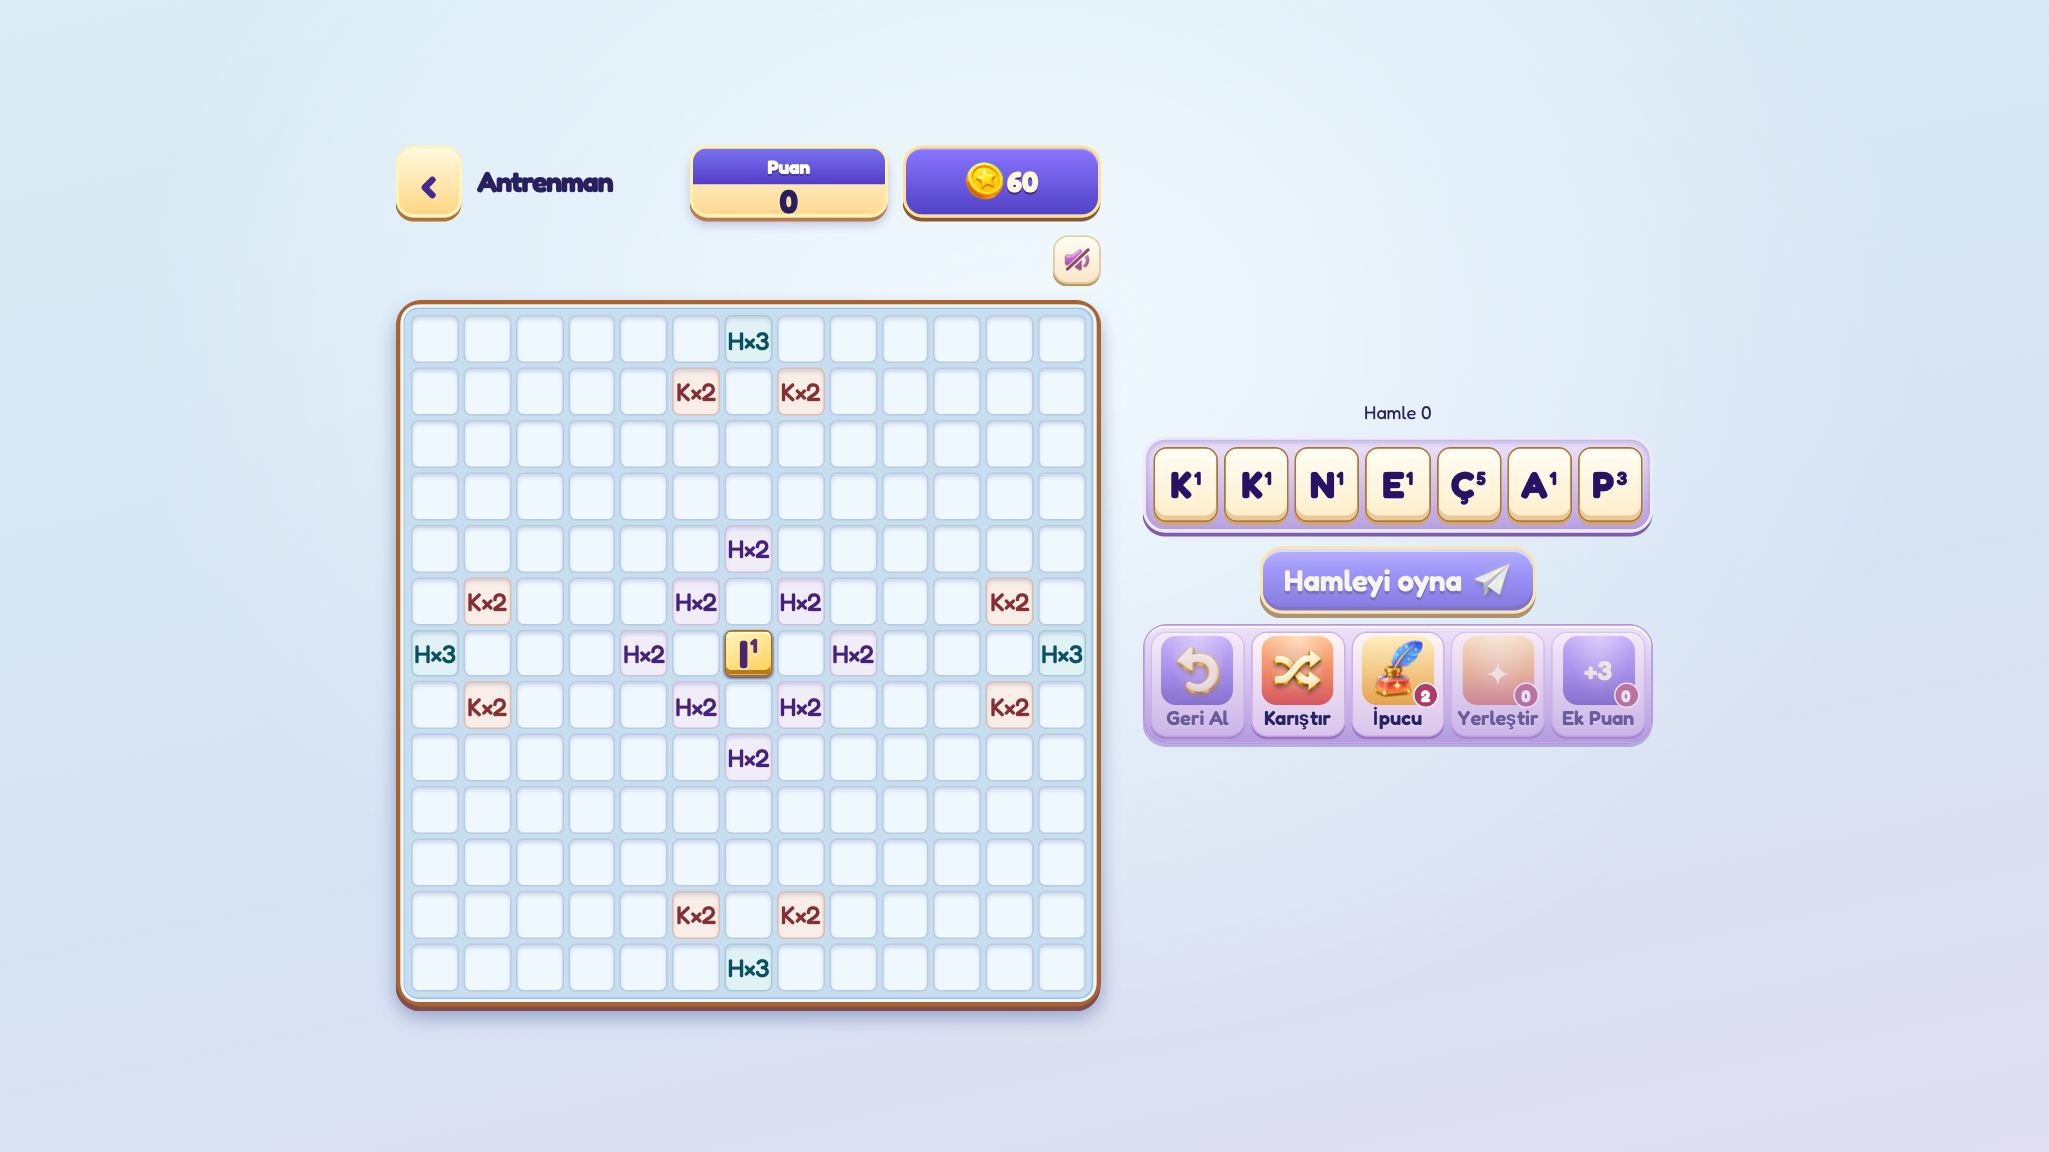 Antrenman
Puan
0
60
Hx3
Kx2 Kx2
Hx2
Kx2 Hx2 Hx2 Kx2
Hx3 Hx2 I1 Hx2 Hx3
Kx2 Hx2 Hx2 Kx2
Hx2
Kx2 Kx2
Hx3
Hamle 0
K1 K1 N1 E1 Ç5 A1 P3
Hamleyi oyna
2 0 +3 0
Geri Al Karıştır İpucu Yerleştir Ek Puan